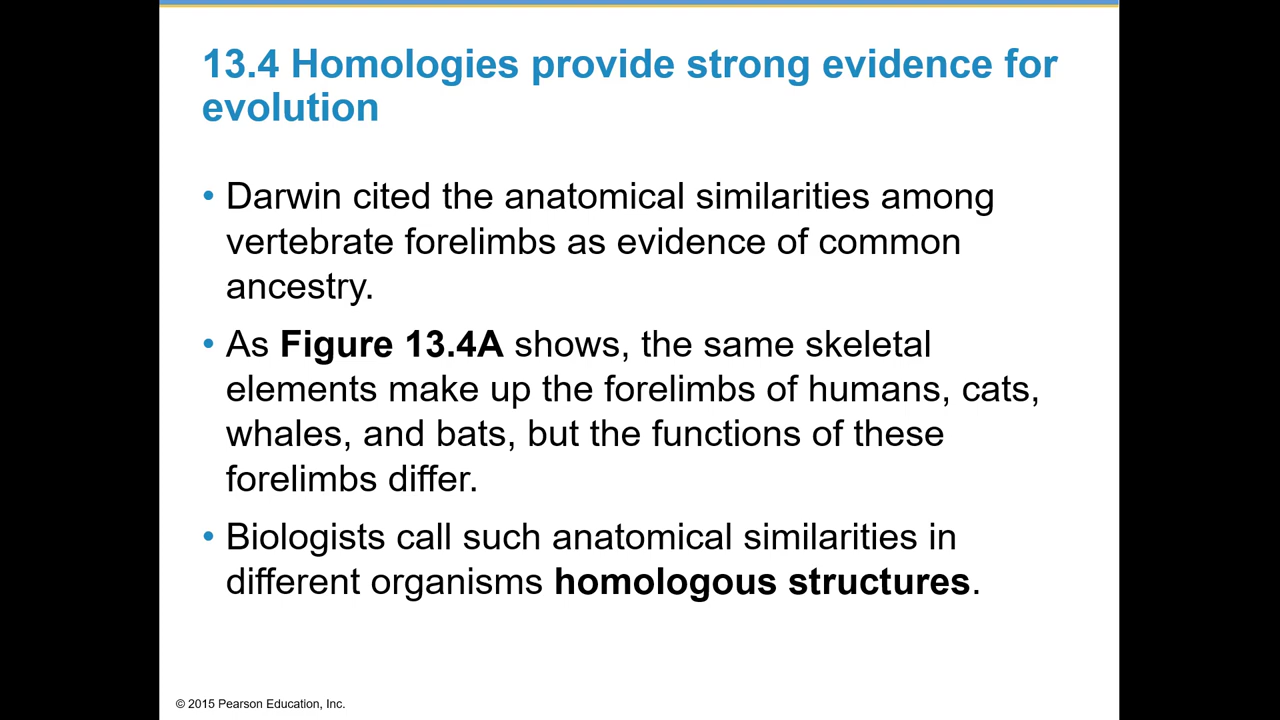 13.4 Homologies provide strong evidence for
evolution
• Darwin cited the anatomical similarities among
vertebrate forelimbs as evidence of common
ancestry.
• As Figure 13.4A shows, the same skeletal
elements make up the forelimbs of humans, cats,
whales, and bats, but the functions of these
forelimbs differ.
• Biologists call such anatomical similarities in
different organisms homologous structures.
© 2015 Pearson Education, Inc.